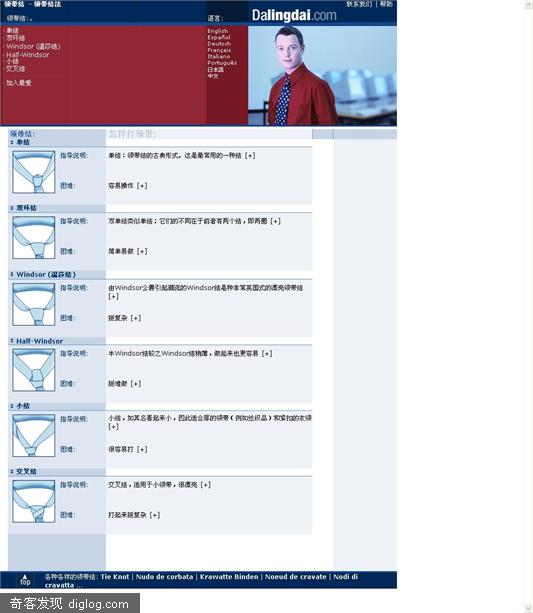 领带结 - 领带结法
联系我们 | 帮助
领带结:、
语言:
Dalingdai.com
· 单结
· 双环结
· Windsor (温莎结)
· Half-Windsor
· 小结
· 交叉结
· 加入最爱
English
Español
Deutsch
Français
Italiano
Português
日本語
中文
领带结:
怎样打领带:
单结
指导说明:
单结：领带结的古典形式。这是最常用的一种结 [+]
困难:
容易操作 [+]
双环结
指导说明:
双单结类似单结；它们的不同在于前者有两个结，即两圈 [+]
困难:
简单易做 [+]
Windsor (温莎结)
指导说明:
由Windsor公爵引起潮流的Windsor结是种非常英国式的漂亮领带结
[+]
困难:
挺复杂 [+]
Half-Windsor
指导说明:
半Windsor结较之Windsor结稍薄，做起来也更容易 [+]
困难:
挺难做 [+]
小结
指导说明:
小结，如其名看起来小，因此适合厚的领带（例如丝织品）和紧扣的衣领
[+]
困难:
很容易打 [+]
交叉结
指导说明:
交叉结，适用于小领带，很漂亮 [+]
困难:
打起来挺复杂 [+]
top
各种各样的领带结: Tie Knot | Nudo de corbata | Krawatte Binden | Noeud de cravate | Nodi di
cravatta ...
奇客发现 diglog.com